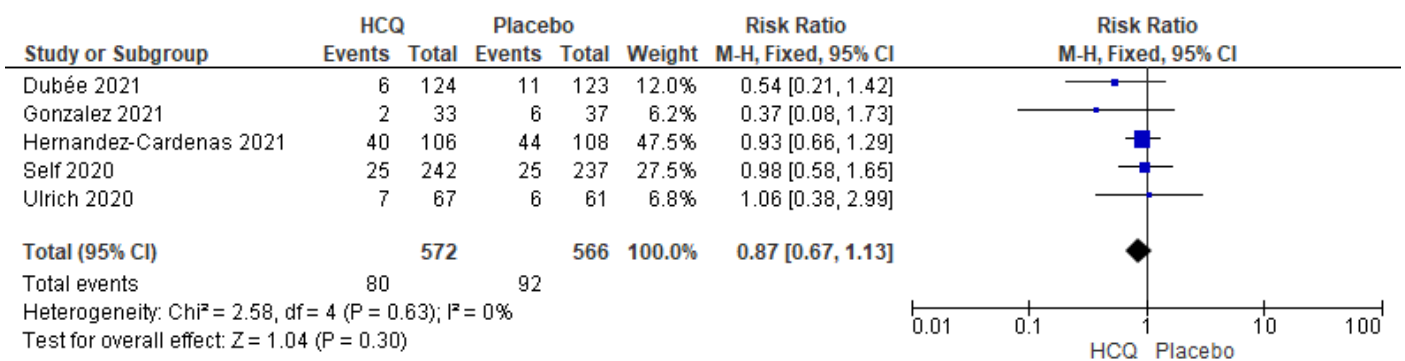 HCQ Placebo Risk Ratio Risk Ratio
Study or Subgroup Events Total Events Total Weight M-H, Fixed, 95% CI M-H, Fixed, 95% CI
Dubée 2021 6 124 11 123 12.0% 0.54 [0.21, 1.42]
Gonzalez 2021 2 33 6 37 6.2% 0.37 [0.08, 1.73]
Hernandez-Cardenas 2021 40 106 44 108 47.5% 0.93 [0.66, 1.29]
Self 2020 25 242 25 237 27.5% 0.98 [0.58, 1.65]
Ulrich 2020 7 67 6 61 6.8% 1.06 [0.38, 2.99]
Total (95% CI) 572 566 100.0% 0.87 [0.67, 1.13]
Total events 80 92
Heterogeneity: Chi² = 2.58, df = 4 (P = 0.63); I² = 0%
Test for overall effect: Z = 1.04 (P = 0.30)
0.01 0.1 1 10 100
HCQ Placebo